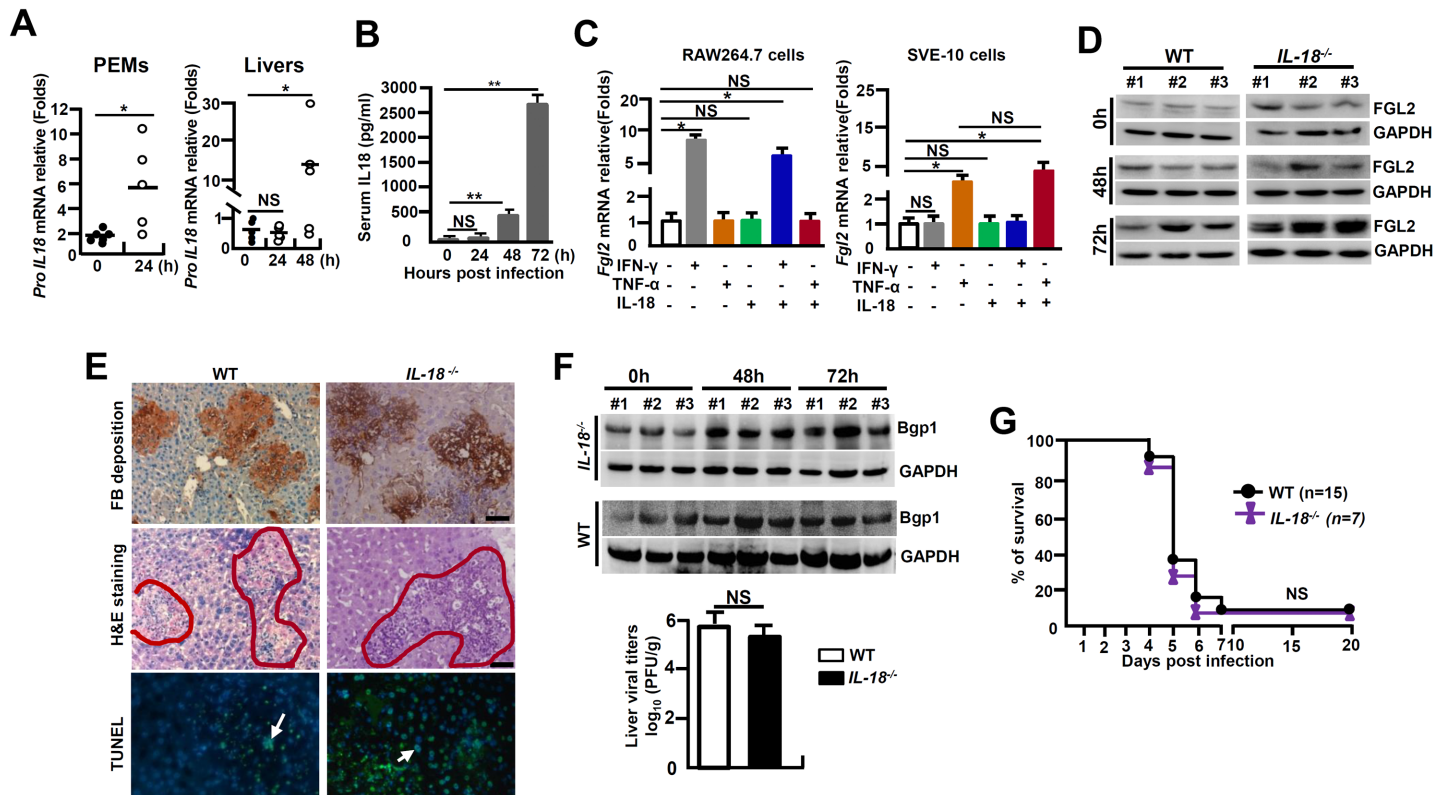 A
PEMs
Livers
Pro IL18 mRNA relative (Folds)
12
10
8
6
4
2
0
*
0 24 (h)
Pro IL18 mRNA relative (Folds)
30
20
10
1
0
*
NS
0 24 48 (h)
B
Serum IL18 (pg/ml)
3000
2500
2000
1500
1000
500
0
**
**
NS
0 24 48 72 (h)
Hours post infection
C
RAW264.7 cells
Fgl2 mRNA relative(Folds)
20
15
10
5
2
1
0
NS
*
NS
NS
*
IFN-γ - + - - + -
TNF-α - - + - - +
IL-18 - - - + + +
SVE-10 cells
Fgl2 mRNA relative(Folds)
15
10
5
2
1
0
NS
*
NS
*
NS
IFN-γ - + - - + -
TNF-α - - + - - +
IL-18 - - - + + +
D
WT IL-18-/-
#1 #2 #3 #1 #2 #3
0h
FGL2
GAPDH
48h
FGL2
GAPDH
72h
FGL2
GAPDH
E
WT IL-18 -/-
FB deposition
H&E staining
TUNEL
F
0h 48h 72h
#1 #2 #3 #1 #2 #3 #1 #2 #3
IL-18-/-
Bgp1
GAPDH
WT
Bgp1
GAPDH
Liver viral titers
log10 (PFU/g)
6
4
2
0
NS
WT
IL-18-/-
G
% of survival
100
80
60
40
20
0
WT (n=15)
IL-18-/- (n=7)
NS
1 2 3 4 5 6 7 10 15 20
Days post infection